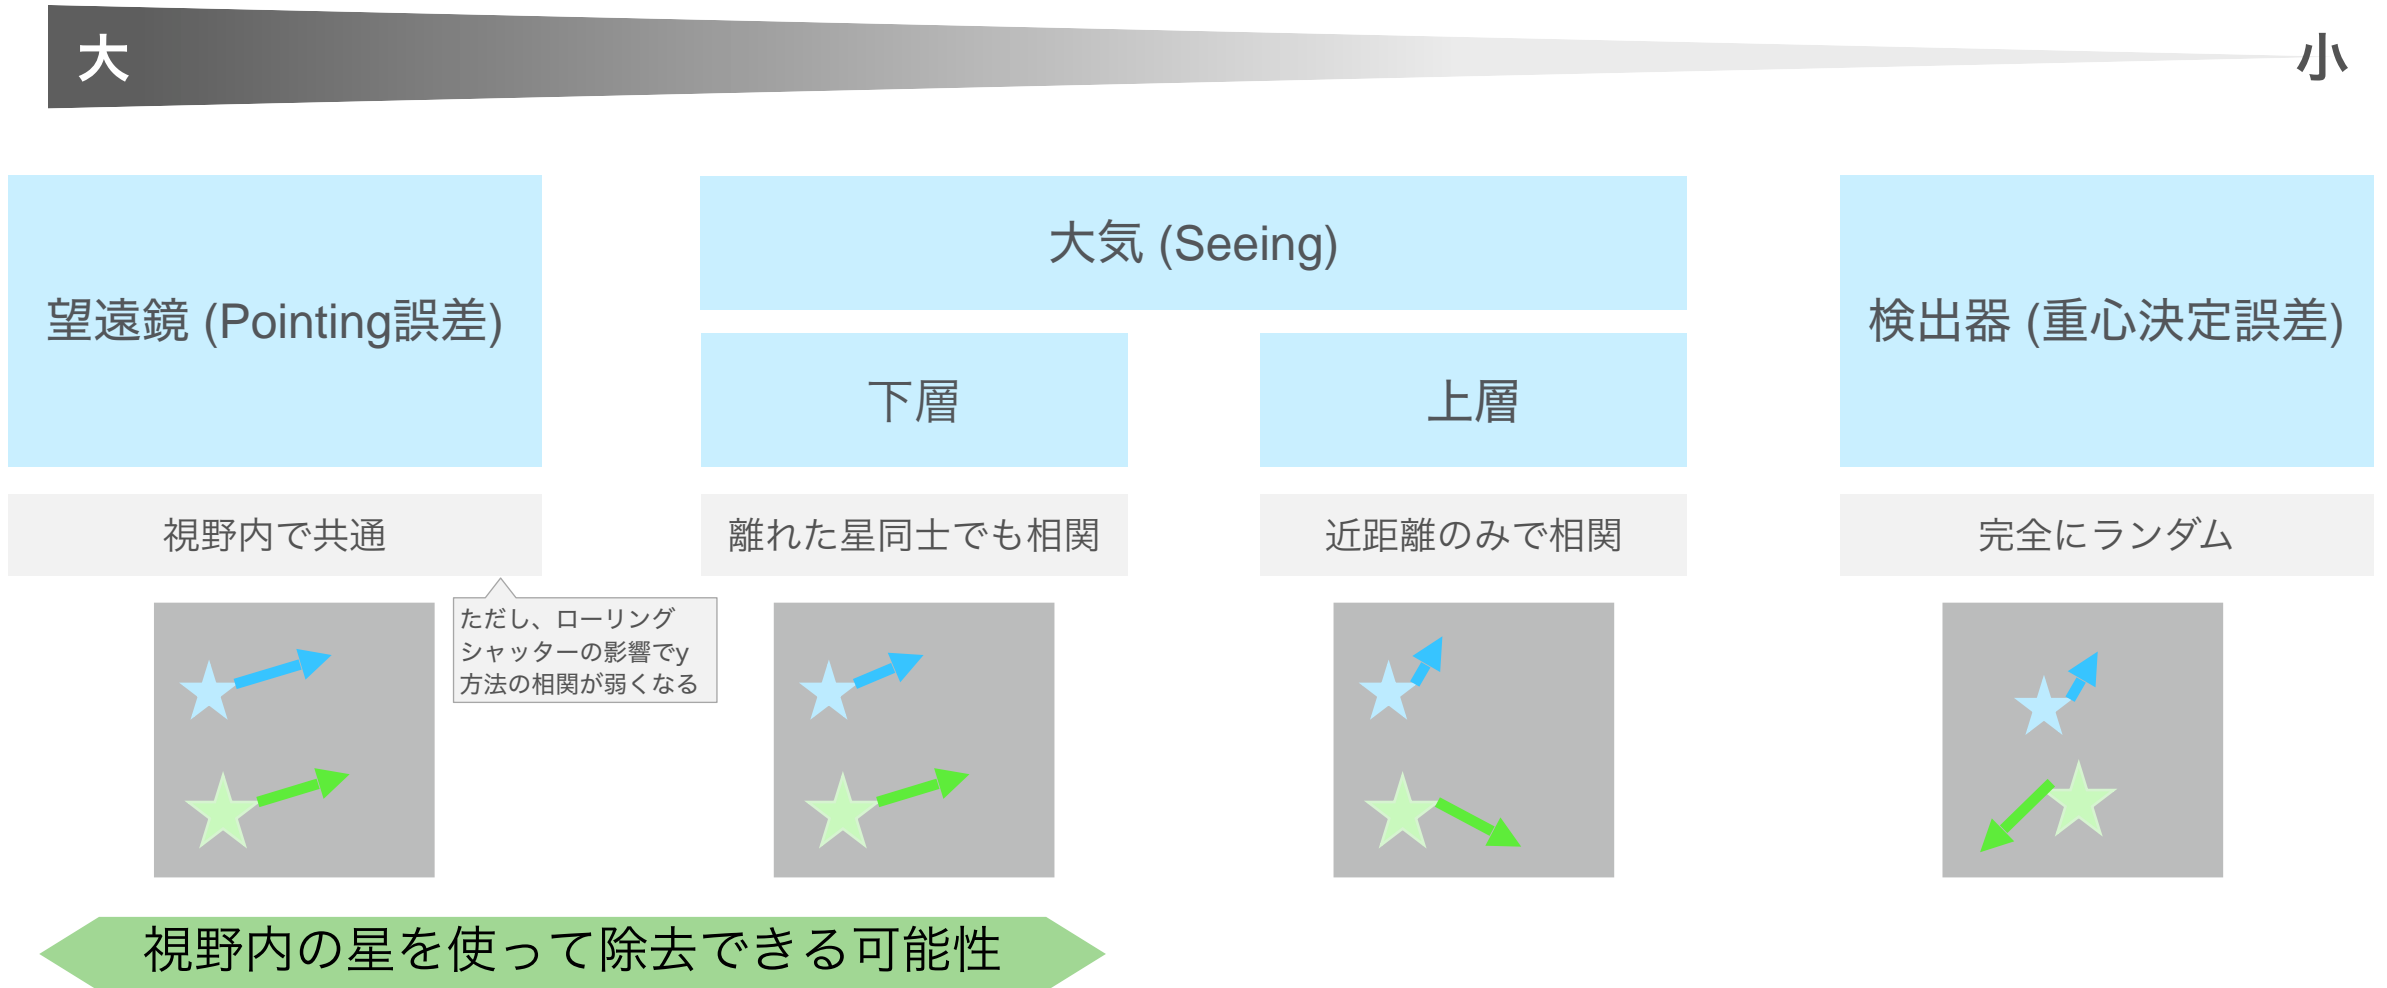 大
小
望遠鏡 (Pointing誤差)
大気 (Seeing)
下層
上層
検出器 (重心決定誤差)
視野内で共通
離れた星同士でも相関
近距離のみで相関
完全にランダム
ただし、ローリング
シャッターの影響でy
方法の相関が弱くなる
視野内の星を使って除去できる可能性